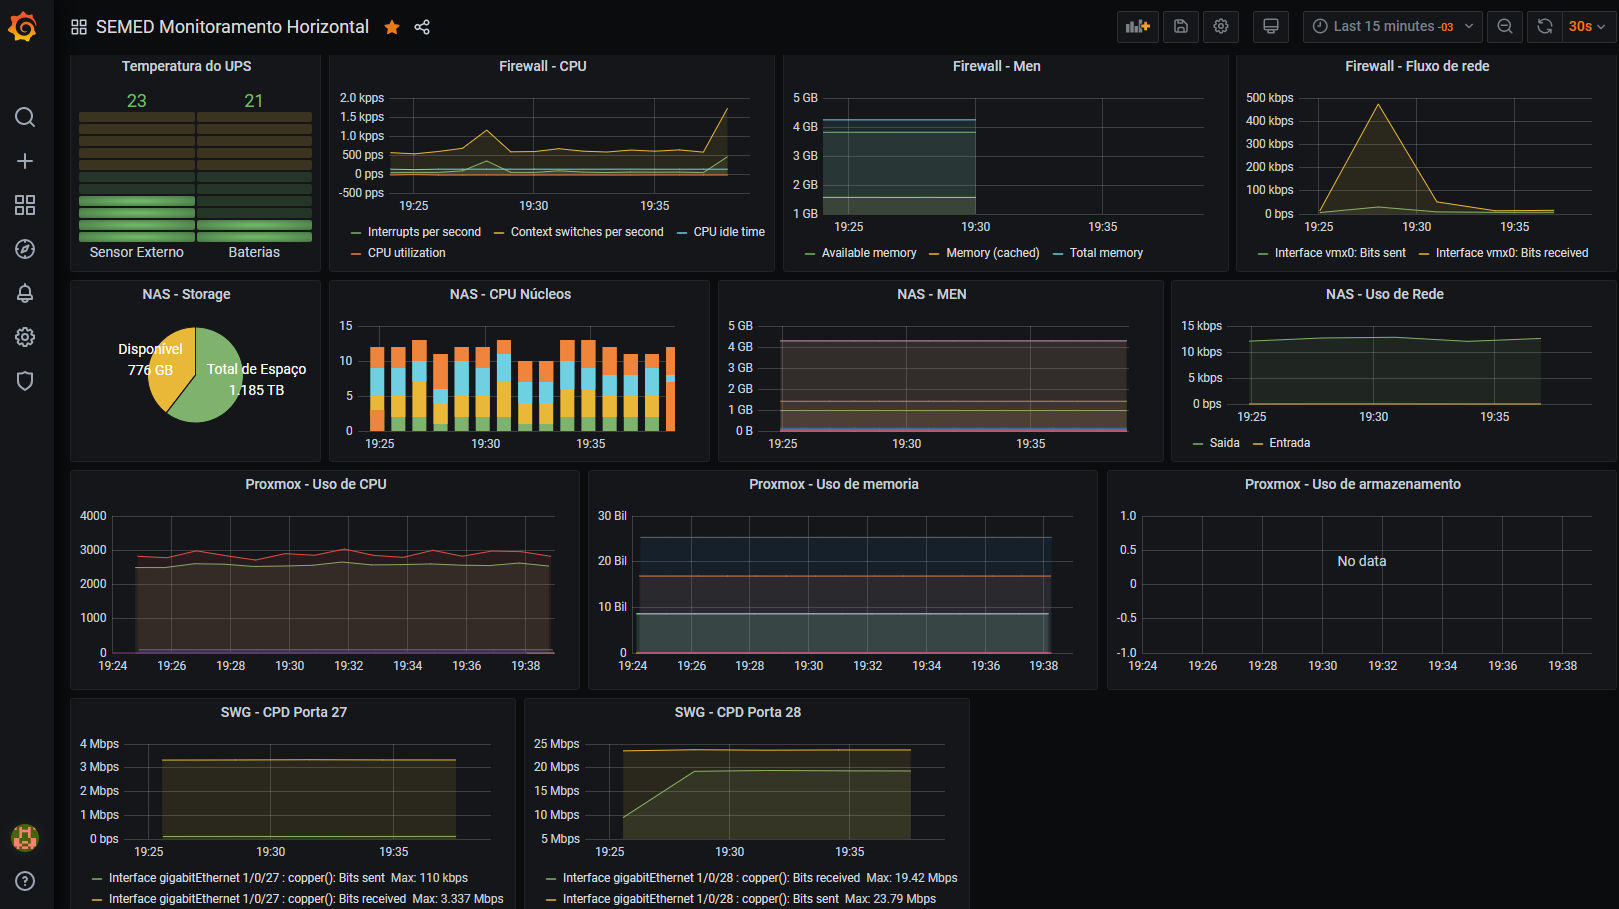 SEMED Monitoramento Horizontal
Last 15 minutes -03
30s
Temperatura do UPS
23
21
Sensor Externo
Baterias
Firewall - CPU
2.0 kpps
1.5 kpps
1.0 kpps
500 pps
0 pps
-500 pps
19:25
19:30
19:35
Interrupts per second
Context switches per second
CPU idle time
CPU utilization
Firewall - Men
5 GB
4 GB
3 GB
2 GB
1 GB
19:25
19:30
19:35
Available memory
Memory (cached)
Total memory
Firewall - Fluxo de rede
500 kbps
400 kbps
300 kbps
200 kbps
100 kbps
0 bps
19:25
19:30
19:35
Interface vmx0: Bits sent
Interface vmx0: Bits received
NAS - Storage
Disponível
776 GB
Total de Espaço
1.185 TB
NAS - CPU Núcleos
15
10
5
0
19:25
19:30
19:35
NAS - MEN
5 GB
4 GB
3 GB
2 GB
1 GB
0 B
19:25
19:30
19:35
NAS - Uso de Rede
15 kbps
10 kbps
5 kbps
0 bps
19:25
19:30
19:35
Saida
Entrada
Proxmox - Uso de CPU
4000
3000
2000
1000
0
19:24
19:26
19:28
19:30
19:32
19:34
19:36
19:38
Proxmox - Uso de memoria
30 Bil
20 Bil
10 Bil
0
19:24
19:26
19:28
19:30
19:32
19:34
19:36
19:38
Proxmox - Uso de armazenamento
1.0
0.5
0
-0.5
-1.0
No data
19:24
19:26
19:28
19:30
19:32
19:34
19:36
19:38
SWG - CPD Porta 27
4 Mbps
3 Mbps
2 Mbps
1 Mbps
0 bps
19:25
19:30
19:35
Interface gigabitEthernet 1/0/27 : copper(): Bits sent Max: 110 kbps
Interface gigabitEthernet 1/0/27 : copper(): Bits received Max: 3.337 Mbps
SWG - CPD Porta 28
25 Mbps
20 Mbps
15 Mbps
10 Mbps
5 Mbps
19:25
19:30
19:35
Interface gigabitEthernet 1/0/28 : copper(): Bits received Max: 19.42 Mbps
Interface gigabitEthernet 1/0/28 : copper(): Bits sent Max: 23.79 Mbps